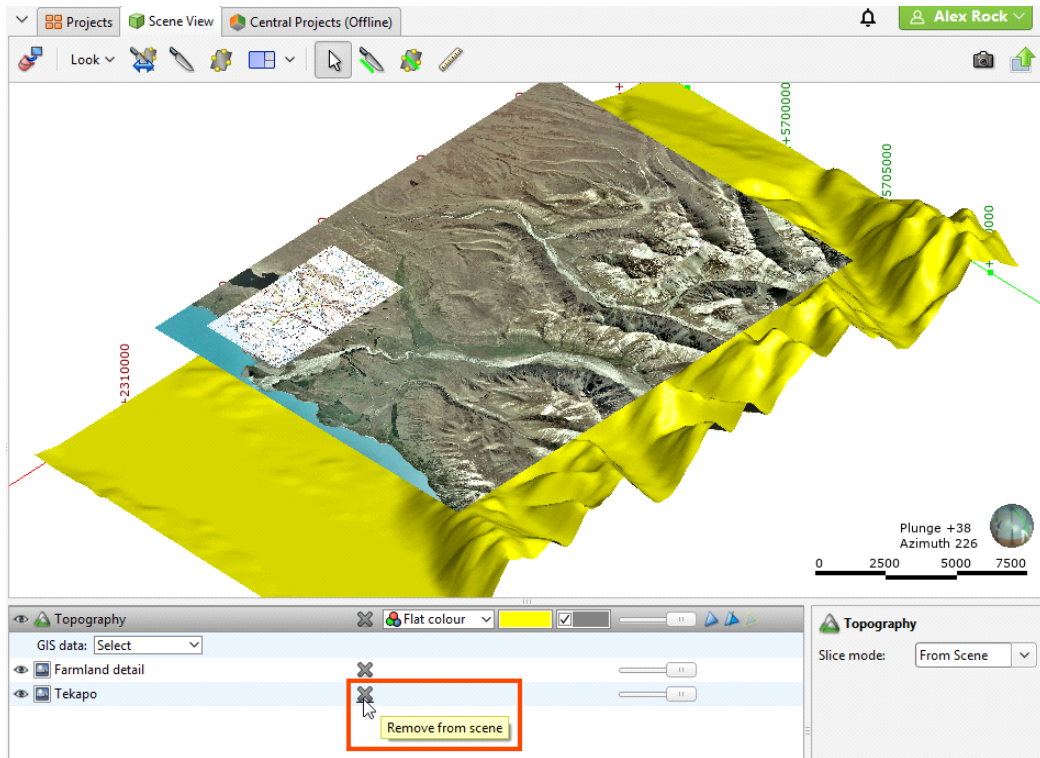 Projects
Scene View
Central Projects (Offline)
Alex Rock
Look
+5700000
5705000
+2310000
Plunge +38
Azimuth 226
0 2500 5000 7500
Topography
Flat colour
GIS data: Select
Farmland detail
Tekapo
Remove from scene
Topography
Slice mode: From Scene